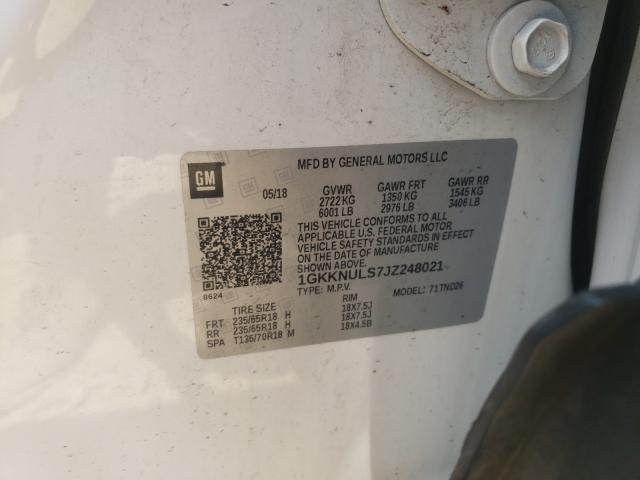 GM
MFD BY GENERAL MOTORS LLC
05/18
GVWR GAWR FRT GAWR RR
2722 KG 1350 KG 1545 KG
6001 LB 2976 LB 3406 LB
THIS VEHICLE CONFORMS TO ALL
APPLICABLE U.S. FEDERAL MOTOR
VEHICLE SAFETY STANDARDS IN EFFECT
ON THE DATE OF MANUFACTURE
SHOWN ABOVE.
1GKKNULS7JZ248021
8624
TYPE: M.P.V. MODEL: 71TND26
TIRE SIZE RIM
FRT 235/65R18 H 18X7.5J
RR 235/65R18 H 18X7.5J
SPA T135/70R18 M 18X4.5B